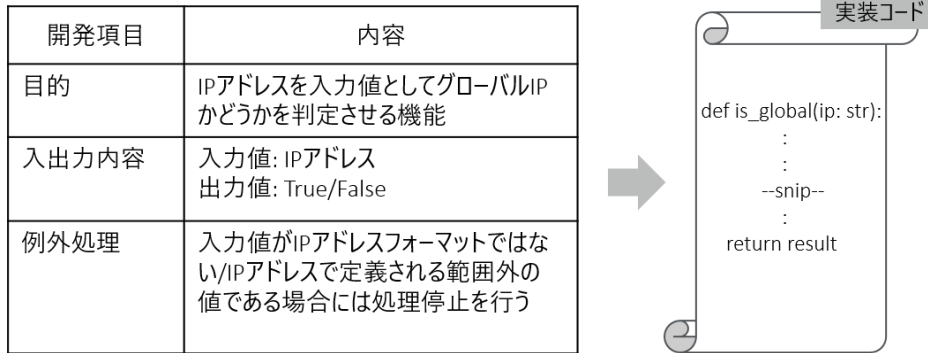 開発項目
内容
目的
IPアドレスを入力値としてグローバルIP
かどうかを判定させる機能
入出力内容
入力値: IPアドレス
出力値: True/False
例外処理
入力値がIPアドレスフォーマットではな
い/IPアドレスで定義される範囲外の
値である場合には処理停止を行う
実装コード
def is_global(ip: str):
:
:
--snip--
:
return result